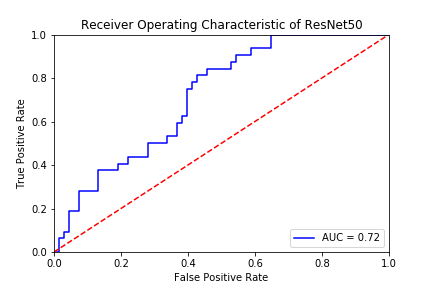 Receiver Operating Characteristic of ResNet50
1.0
0.8
0.6
0.4
0.2
0.0
True Positive Rate
AUC = 0.72
0.0 0.2 0.4 0.6 0.8 1.0
False Positive Rate